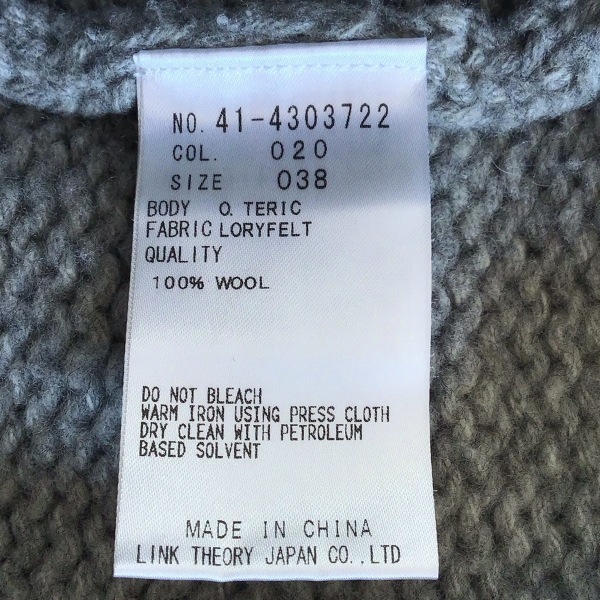 NO. 41-4303722
COL. 020
SIZE 038
BODY O. TERIC
FABRIC LORYFELT
QUALITY
100% WOOL
DO NOT BLEACH
WARM IRON USING PRESS CLOTH
DRY CLEAN WITH PETROLEUM
BASED SOLVENT
MADE IN CHINA
LINK THEORY JAPAN CO.,LTD